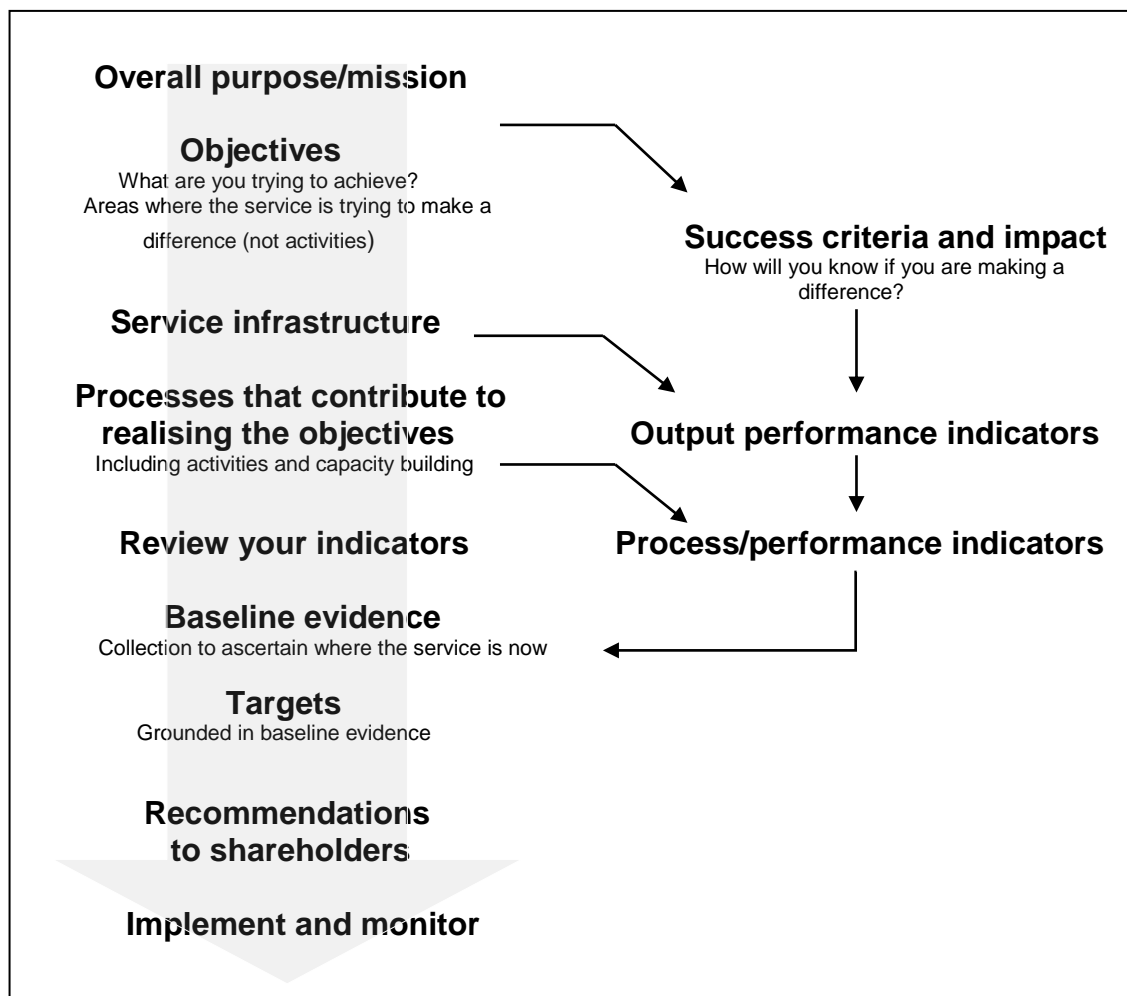 Overall purpose/mission
Objectives
What are you trying to achieve?
Areas where the service is trying to make a
difference (not activities)
Success criteria and impact
How will you know if you are making a
difference?
Service infrastructure
Processes that contribute to
realising the objectives
Including activities and capacity building
Output performance indicators
Review your indicators
Process/performance indicators
Baseline evidence
Collection to ascertain where the service is now
Targets
Grounded in baseline evidence
Recommendations
to shareholders
Implement and monitor